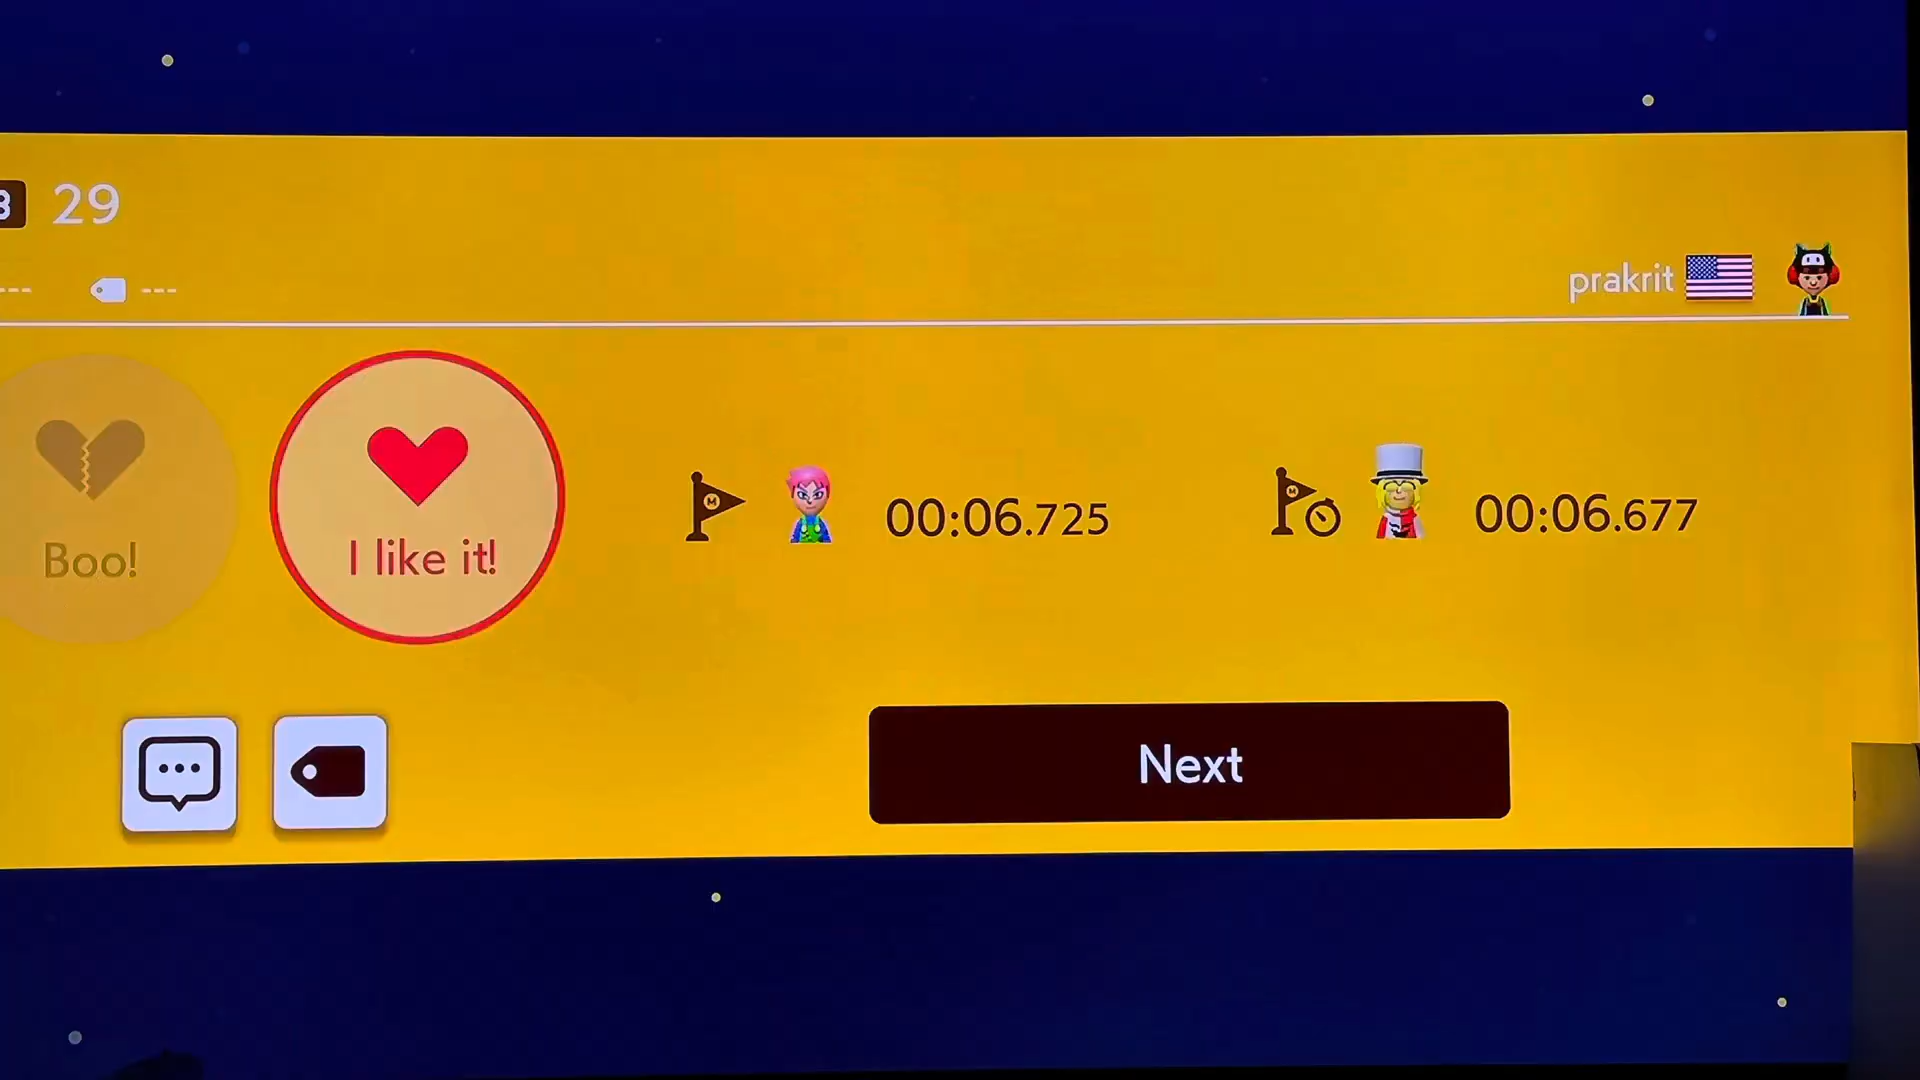 29
--- ---
prakrit
Boo!
I like it!
M 00:06.725
M 00:06.677
Next